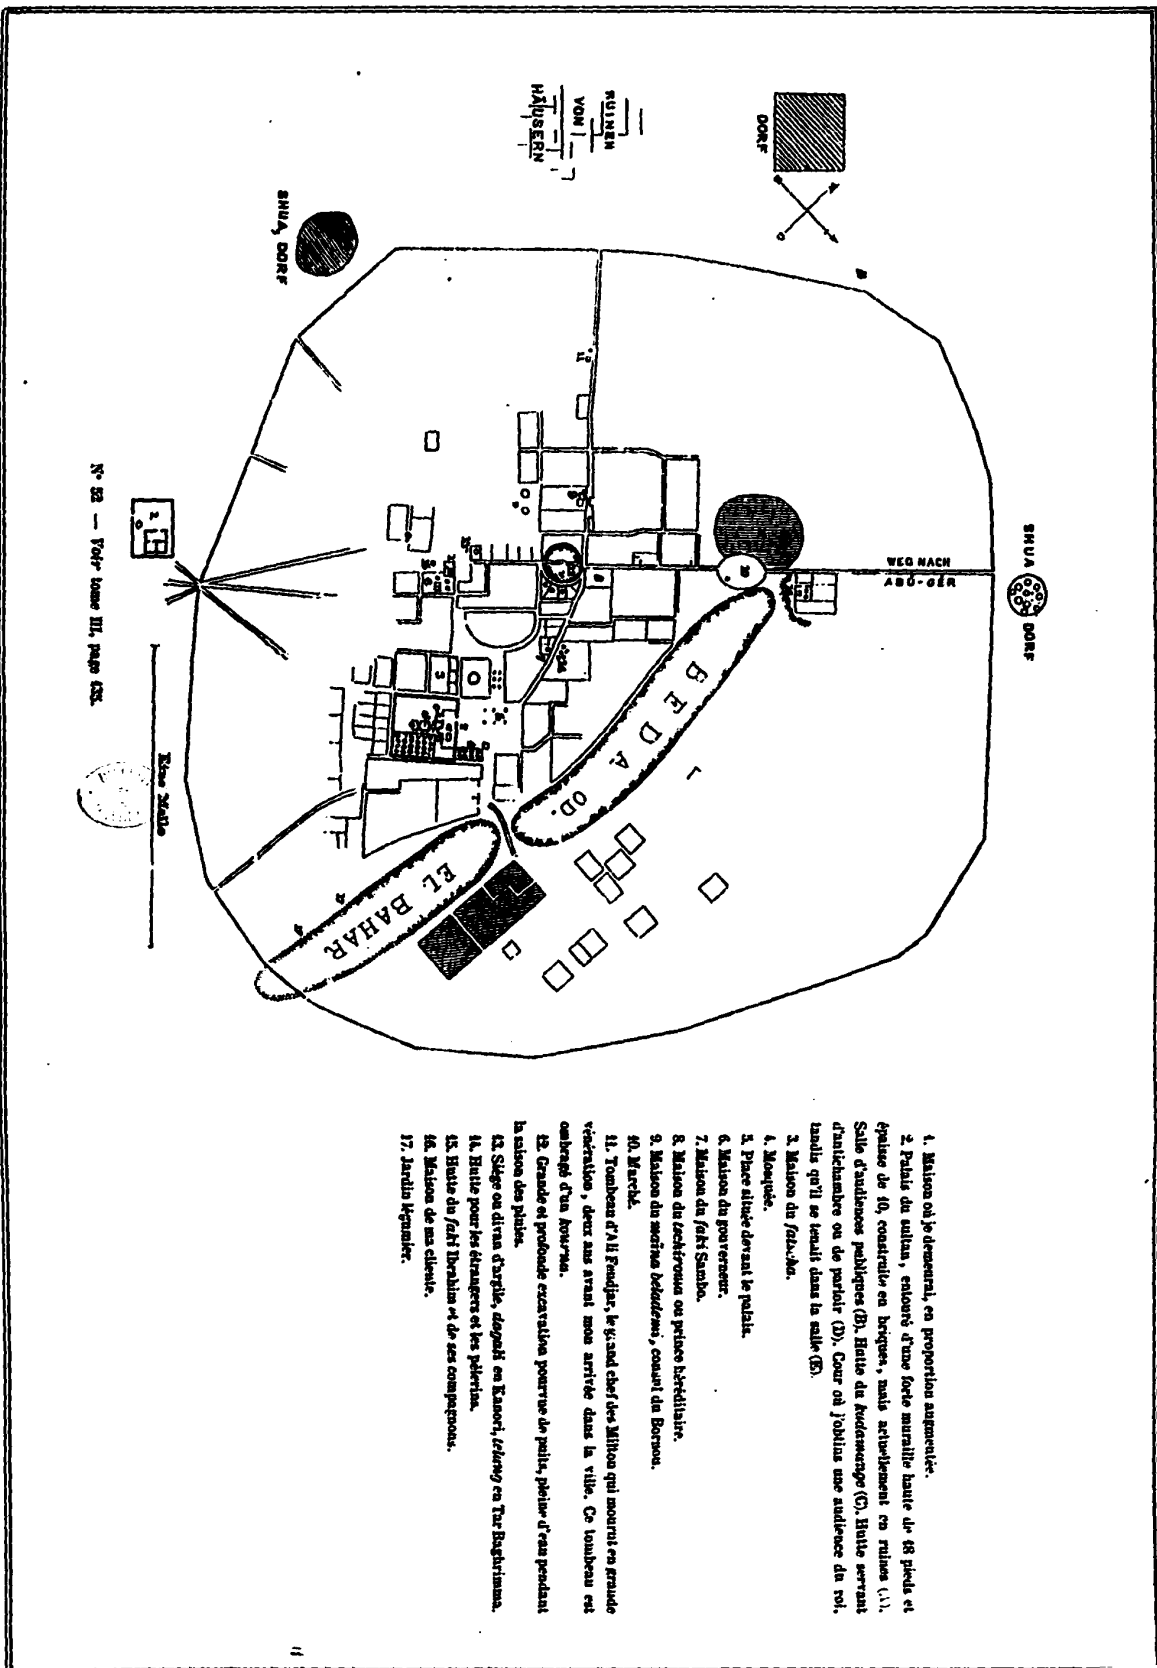 RUINEN
VON
HÄUSERN
DORF
SHUA, DORF
SHUA DORF
WEG NACH
ABU-GÉR
BEDA OD.
EL BAHAR
Eine Meile
N° 52 — Voir tome III, page 135.
1. Maison où je demeurai, en proportion augmentée.
2. Palais du sultan, entouré d'une forte muraille haute de 18 pieds et
épaisse de 10, construite en briques, mais actuellement en ruines (A).
Salle d'audiences publiques (B). Hutte du kadamange (C). Hutte servant
d'antichambre ou de parloir (D). Cour où j'obtins une audience du roi,
tandis qu'il se tenait dans la salle (E).
3. Maison du fatscha.
4. Mosquée.
5. Place située devant le palais.
6. Maison du gouverneur.
7. Maison du faki Sambo.
8. Maison du tschiroma ou prince héréditaire.
9. Maison du maïna belademi, consul du Bornou.
10. Marché.
11. Tombeau d'Ali Fendjar, le grand chef des Miltou qui mourut en grande
vénération, deux ans avant mon arrivée dans la ville. Ce tombeau est
ombragé d'un kourna.
12. Grande et profonde excavation pourvue de puits, pleine d'eau pendant
la saison des pluies.
13. Siége ou divan d'argile, dagali en Kanori, telang en Tar Baghrimma.
14. Hutte pour les étrangers et les pèlerins.
15. Hutte du faki Ibrahim et de ses compagnons.
16. Maison de ma cliente.
17. Jardin légumier.